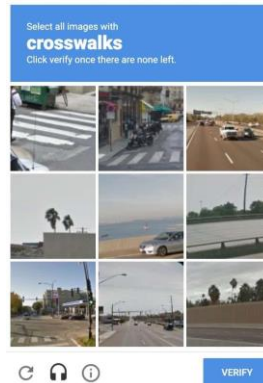 Select all images with
crosswalks
Click verify once there are none left.
VERIFY